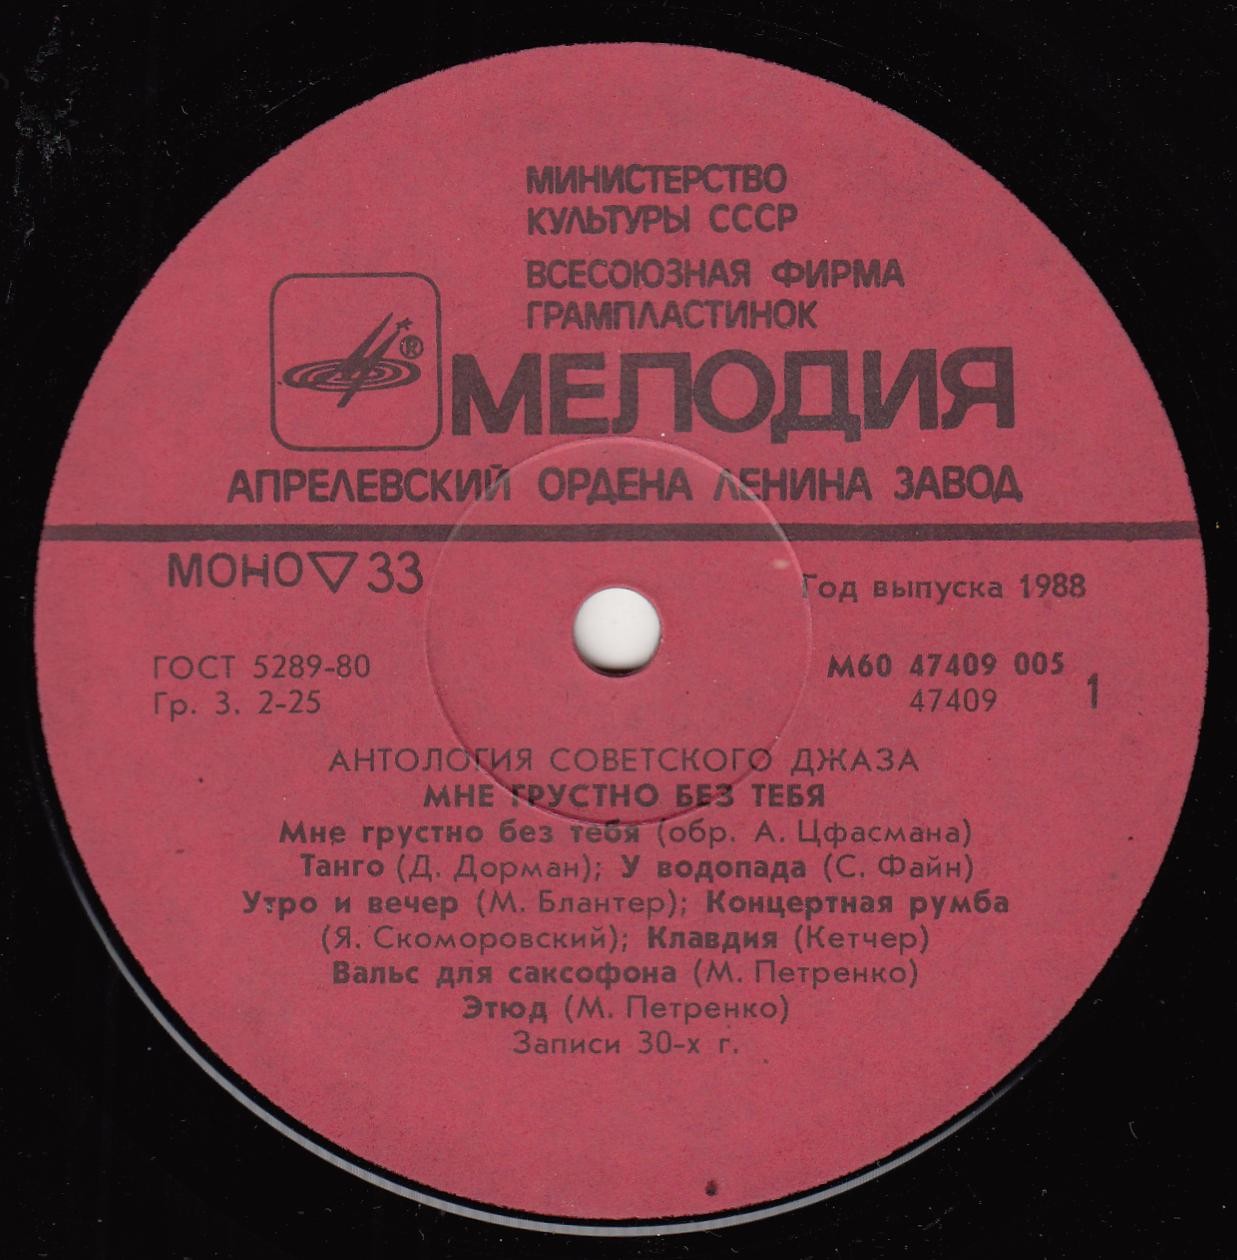 МИНИСТЕРСТВО
КУЛЬТУРЫ СССР
ВСЕСОЮЗНАЯ ФИРМА
ГРАМПЛАСТИНОК
®
МЕЛОДИЯ
АПРЕЛЕВСКИЙ ОРДЕНА ЛЕНИНА ЗАВОД
МОНО ▽ 33
Год выпуска 1988
ГОСТ 5289-80
Гр. 3. 2-25
М60 47409 005
47409
1
АНТОЛОГИЯ СОВЕТСКОГО ДЖАЗА
МНЕ ГРУСТНО БЕЗ ТЕБЯ
Мне грустно без тебя (обр. А. Цфасмана)
Танго (Д. Дорман); У водопада (С. Файн)
Утро и вечер (М. Блантер); Концертная румба
(Я. Скоморовский); Клавдия (Кетчер)
Вальс для саксофона (М. Петренко)
Этюд (М. Петренко)
Записи 30-х г.